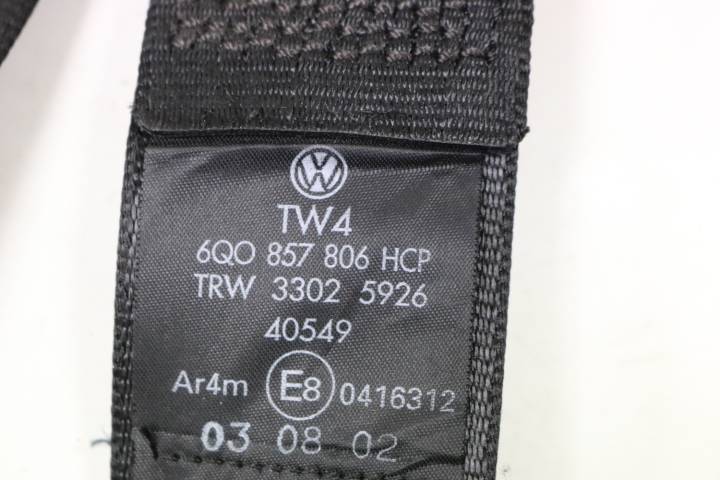 TW4
6Q0 857 806 HCP
TRW 3302 5926
40549
Ar4m E8 0416312
03 08 02